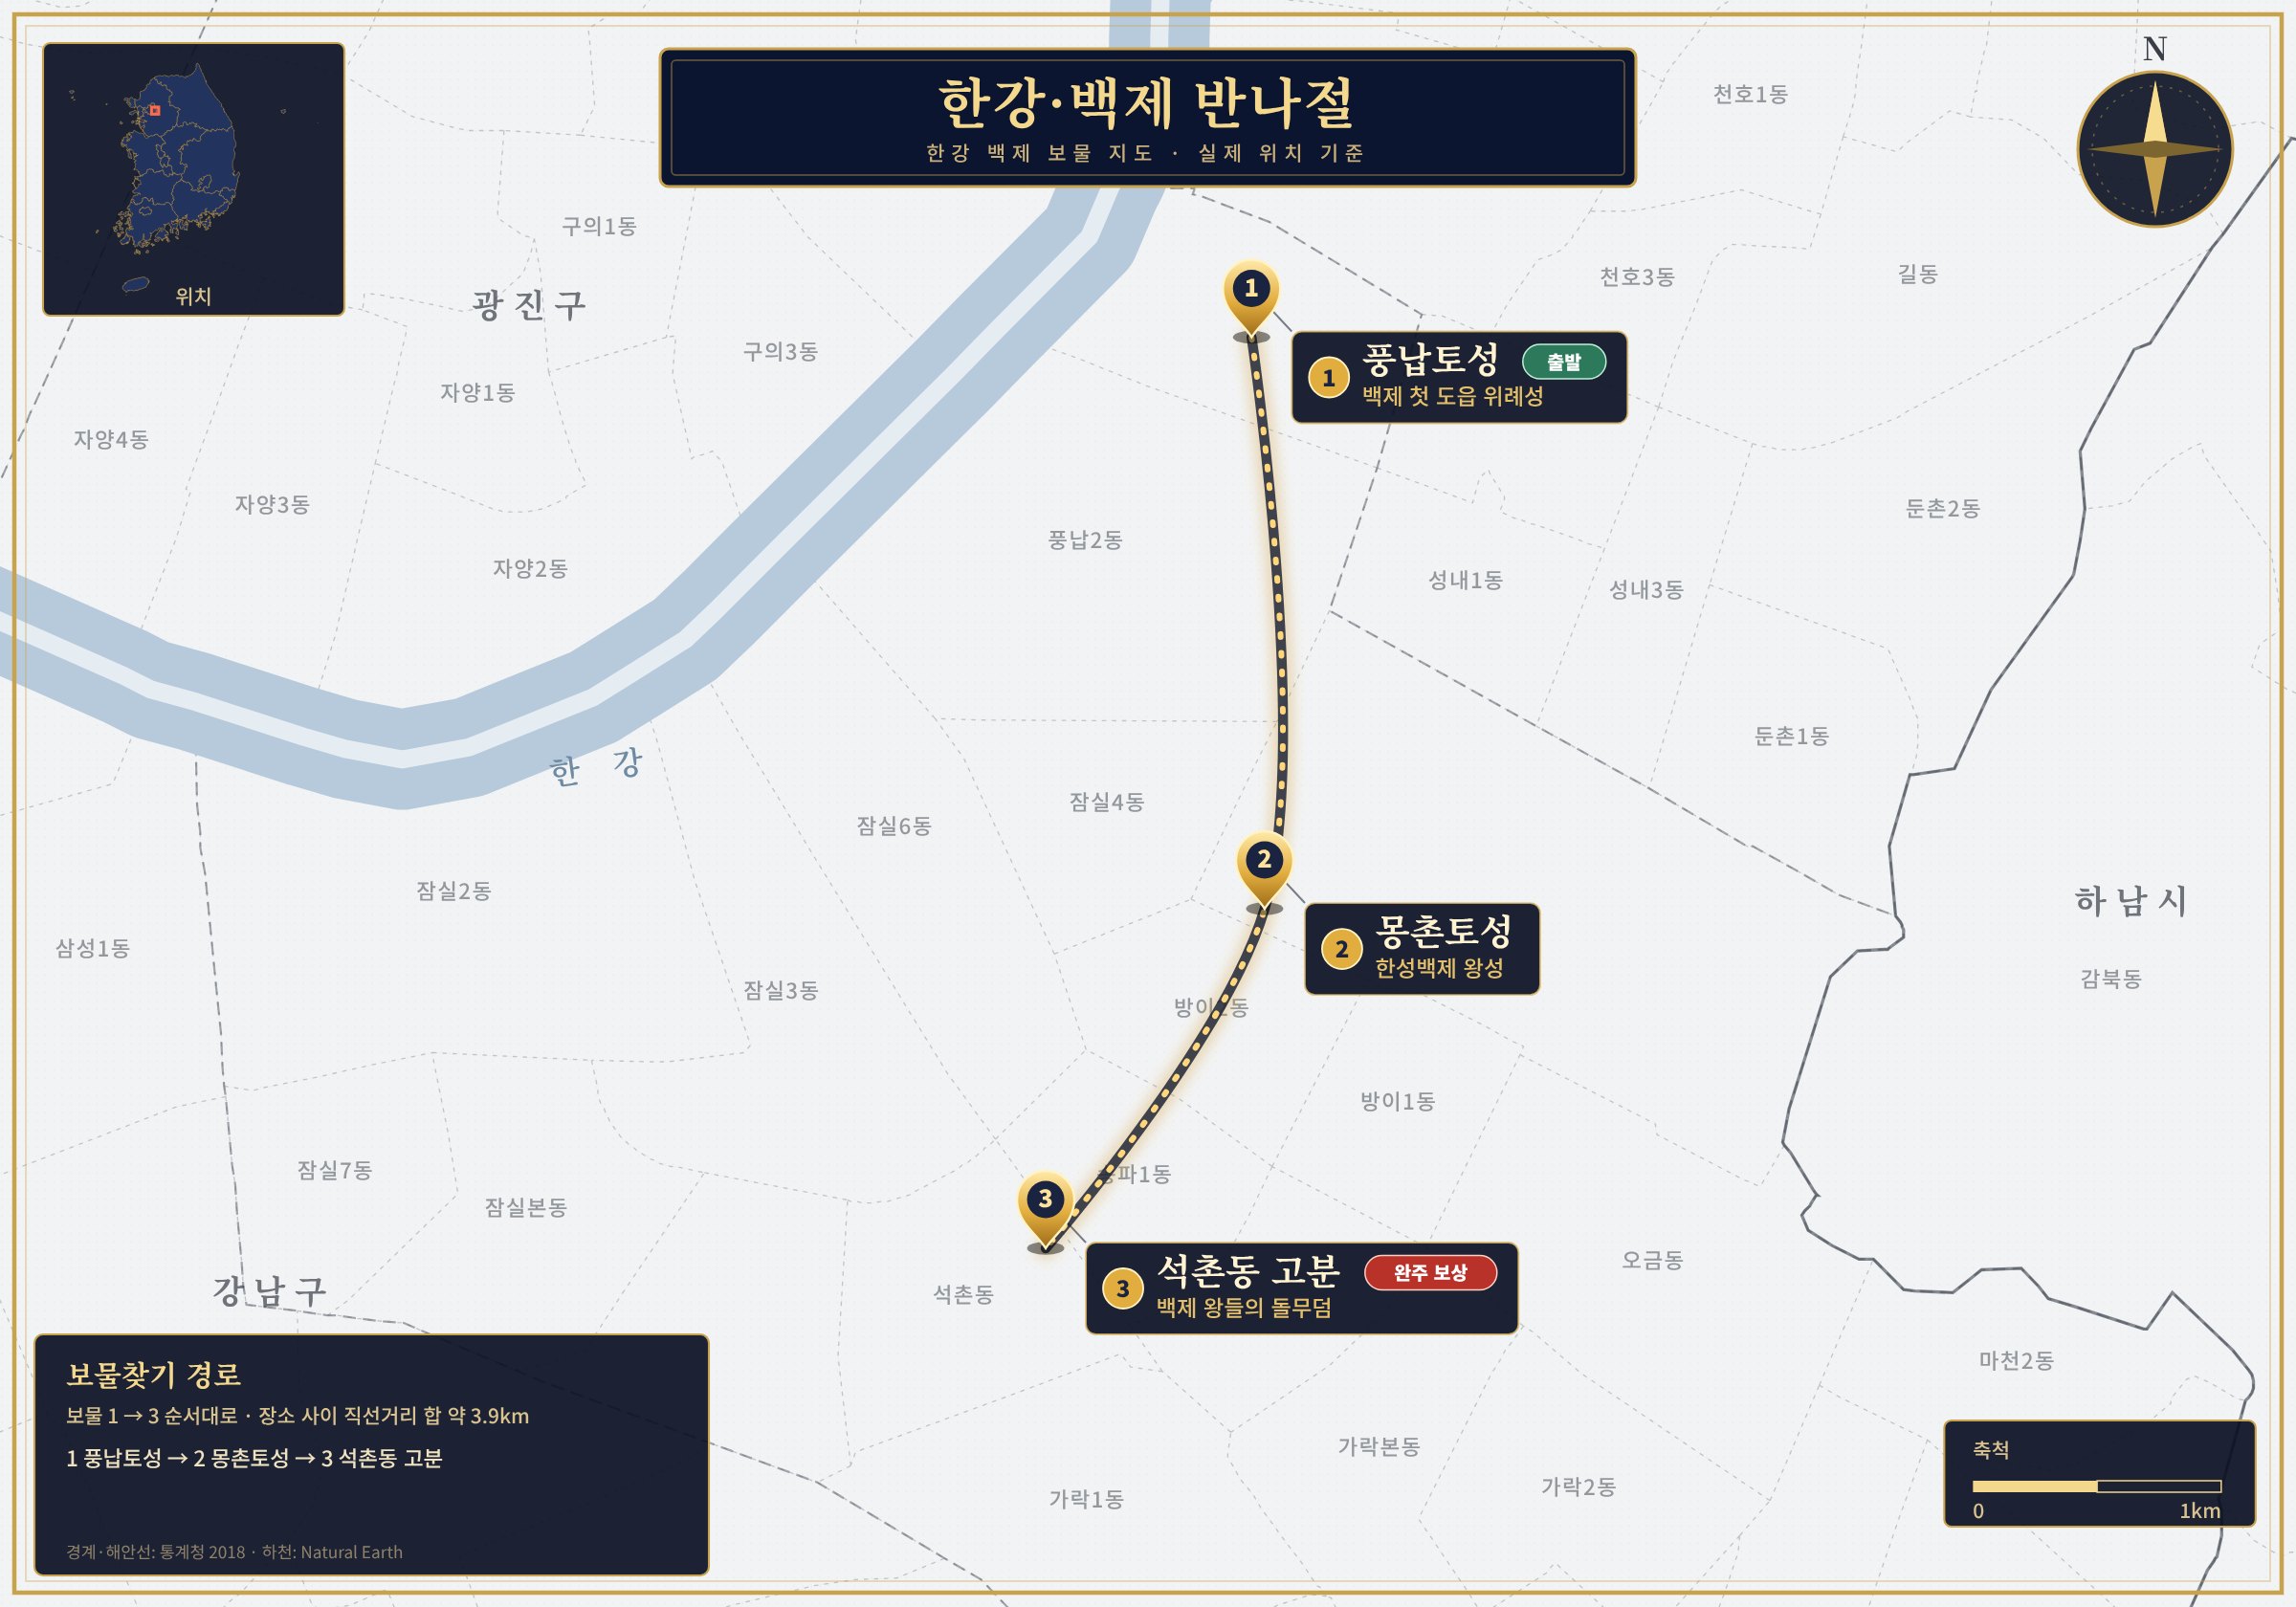 한강·백제 반나절
한강 백제 보물 지도 · 실제 위치 기준
N
위치
천호1동
구의1동
천호3동
길동
광진구
구의3동
자양1동
자양4동
자양3동
자양2동
1
1
풍납토성
출발
백제 첫 도읍 위례성
둔촌2동
풍납2동
성내1동
성내3동
둔촌1동
한 강
잠실4동
잠실6동
잠실2동
2
2
몽촌토성
한성백제 왕성
하남시
감북동
삼성1동
잠실3동
방이1동
잠실7동
잠실본동
파1동
3
3
석촌동 고분
완주 보상
백제 왕들의 돌무덤
오금동
석촌동
강남구
마천2동
가락본동
가락2동
가락1동
보물찾기 경로
보물 1 → 3 순서대로 · 장소 사이 직선거리 합 약 3.9km
1 풍납토성 → 2 몽촌토성 → 3 석촌동 고분
경계·해안선: 통계청 2018 · 하천: Natural Earth
축척
0 1km